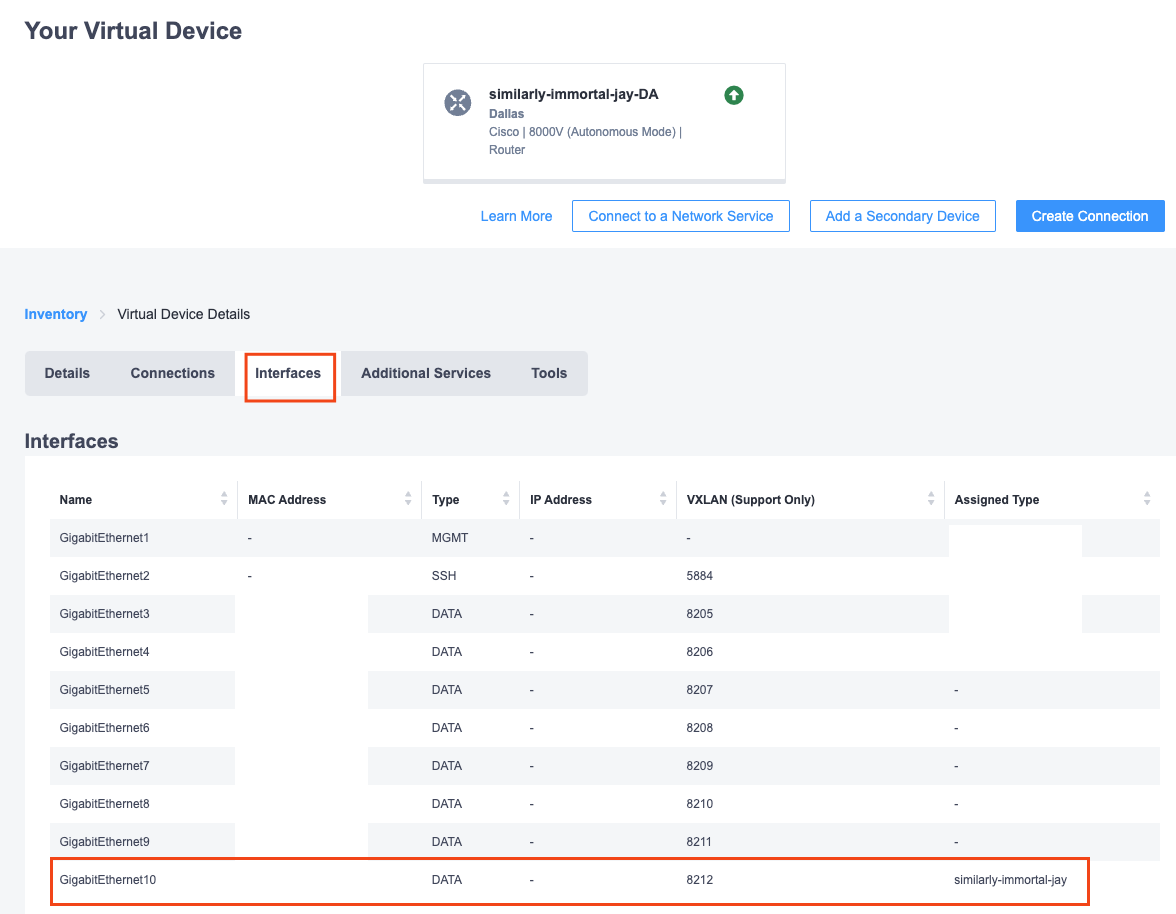 Your Virtual Device
similarly-immortal-jay-DA
Dallas
Cisco | 8000V (Autonomous Mode) |
Router
Learn More Connect to a Network Service Add a Secondary Device Create Connection
Inventory > Virtual Device Details
Details Connections Interfaces Additional Services Tools
Interfaces
Name MAC Address Type IP Address VXLAN (Support Only) Assigned Type
GigabitEthernet1 - MGMT - -
GigabitEthernet2 - SSH - 5884
GigabitEthernet3 DATA - 8205
GigabitEthernet4 DATA - 8206
GigabitEthernet5 DATA - 8207 -
GigabitEthernet6 DATA - 8208 -
GigabitEthernet7 DATA - 8209 -
GigabitEthernet8 DATA - 8210 -
GigabitEthernet9 DATA - 8211 -
GigabitEthernet10 DATA - 8212 similarly-immortal-jay